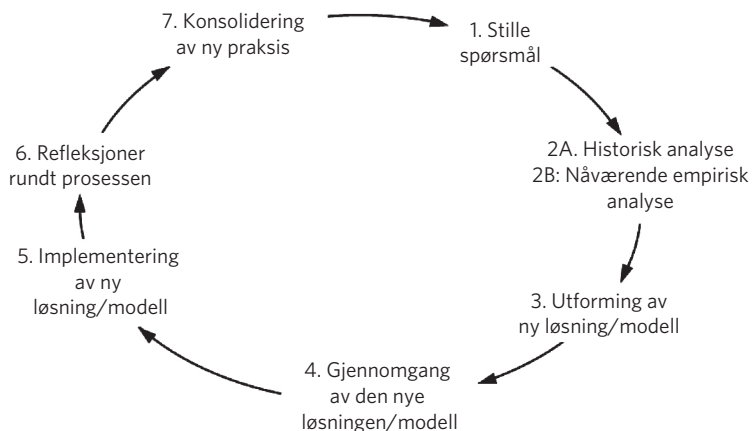 1. Stille
spørsmål
2A. Historisk analyse
2B: Nåværende empirisk
analyse
3. Utforming av
ny løsning/modell
4. Gjennomgang
av den nye
løsningen/modell
5. Implementering
av ny
løsning/modell
6. Refleksjoner
rundt prosessen
7. Konsolidering
av ny praksis